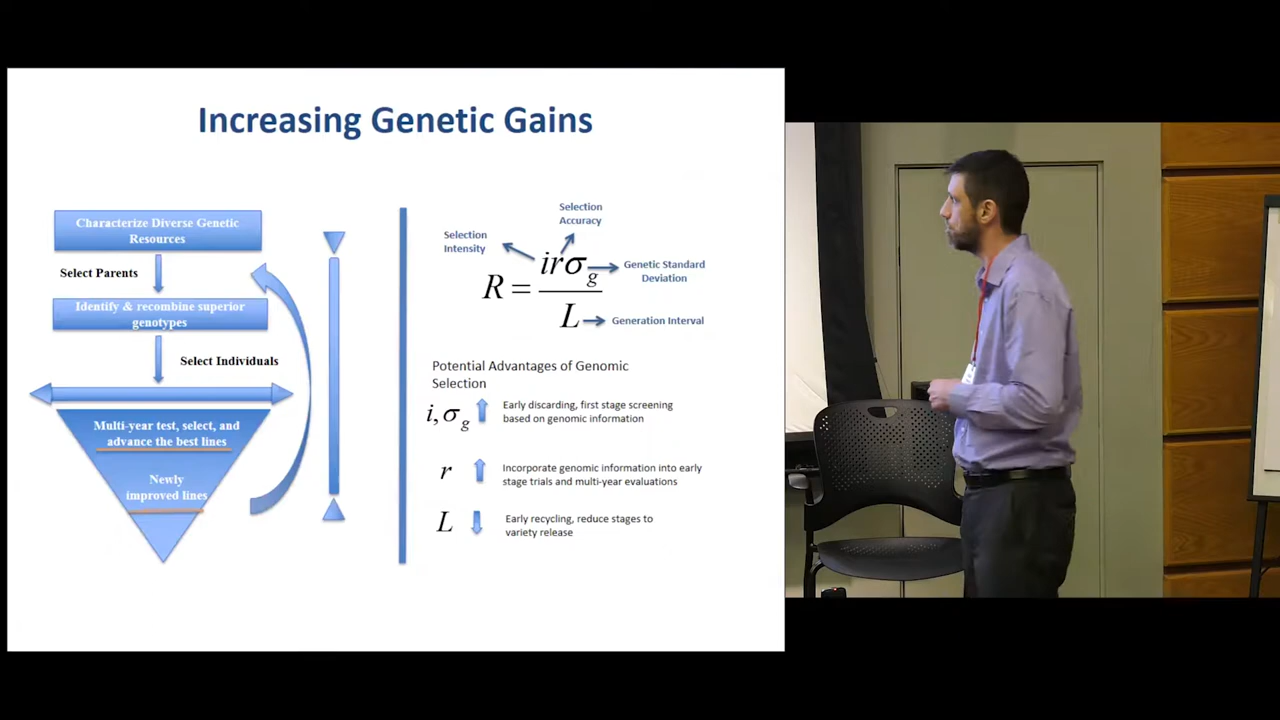 Increasing Genetic Gains
Characterize Diverse Genetic
Resources
Select Parents
Identify & recombine superior
genotypes
Select Individuals
Multi-year test, select, and
advance the best lines
Newly
improved lines
Selection
Accuracy
Selection
Intensity
R = irσg / L
Genetic Standard
Deviation
Generation Interval
Potential Advantages of Genomic
Selection
i, σg
Early discarding, first stage screening
based on genomic information
r
Incorporate genomic information into early
stage trials and multi-year evaluations
L
Early recycling, reduce stages to
variety release